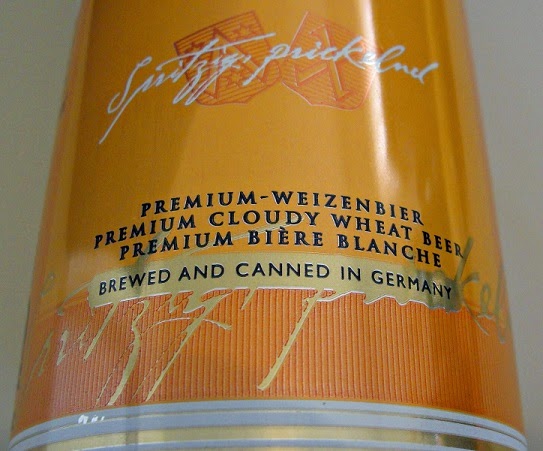 Spritzig, prickelnd
PREMIUM-WEIZENBIER
PREMIUM CLOUDY WHEAT BEER
PREMIUM BIÈRE BLANCHE
BREWED AND CANNED IN GERMANY